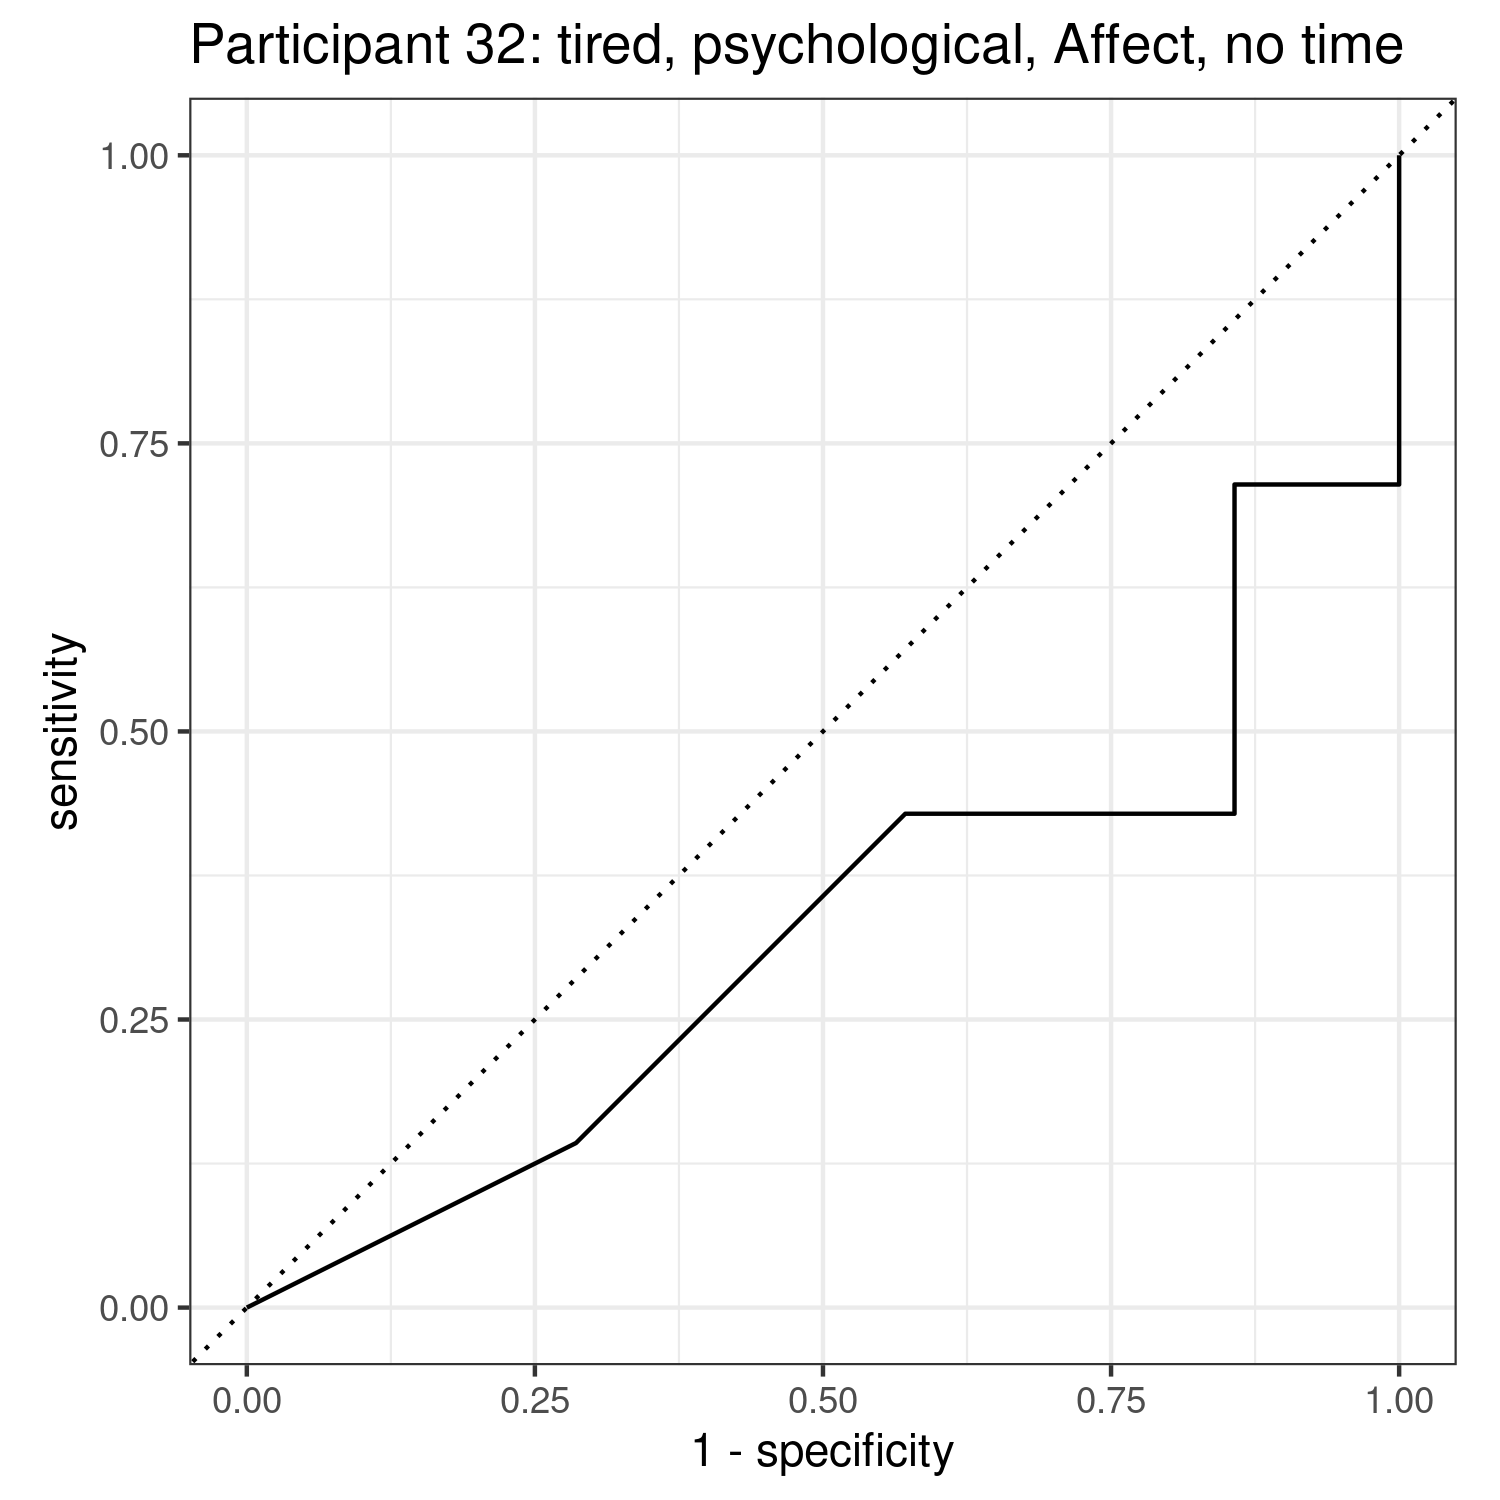 Participant 32: tired, psychological, Affect, no time
1.00
0.75
0.50
0.25
0.00
sensitivity
0.00 0.25 0.50 0.75 1.00
1 - specificity